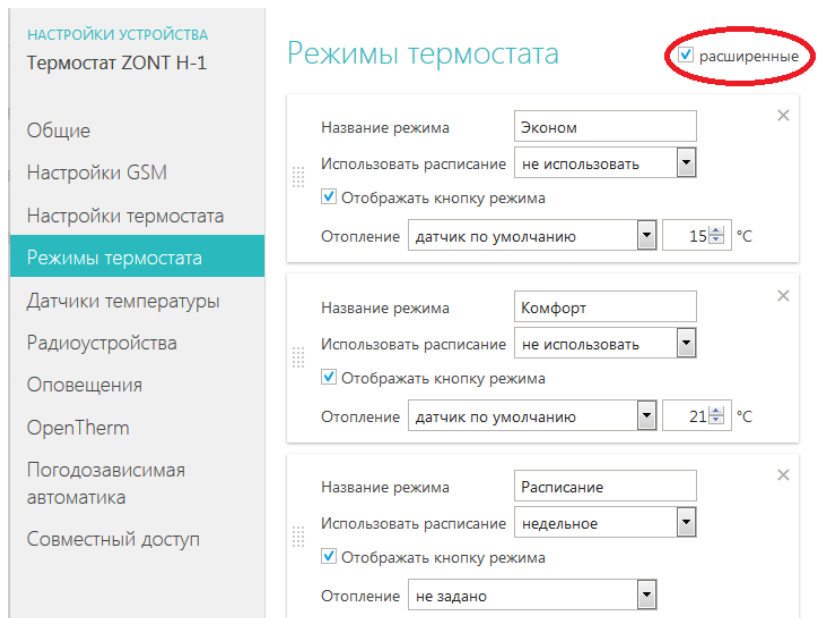 НАСТРОЙКИ УСТРОЙСТВА
Термостат ZONT H-1
Общие
Настройки GSM
Настройки термостата
Режимы термостата
Датчики температуры
Радиоустройства
Оповещения
OpenTherm
Погодозависимая
автоматика
Совместный доступ
Режимы термостата
расширенные
Название режима Эконом
Использовать расписание не использовать
Отображать кнопку режима
Отопление датчик по умолчанию 15 °C
Название режима Комфорт
Использовать расписание не использовать
Отображать кнопку режима
Отопление датчик по умолчанию 21 °C
Название режима Расписание
Использовать расписание недельное
Отображать кнопку режима
Отопление не задано